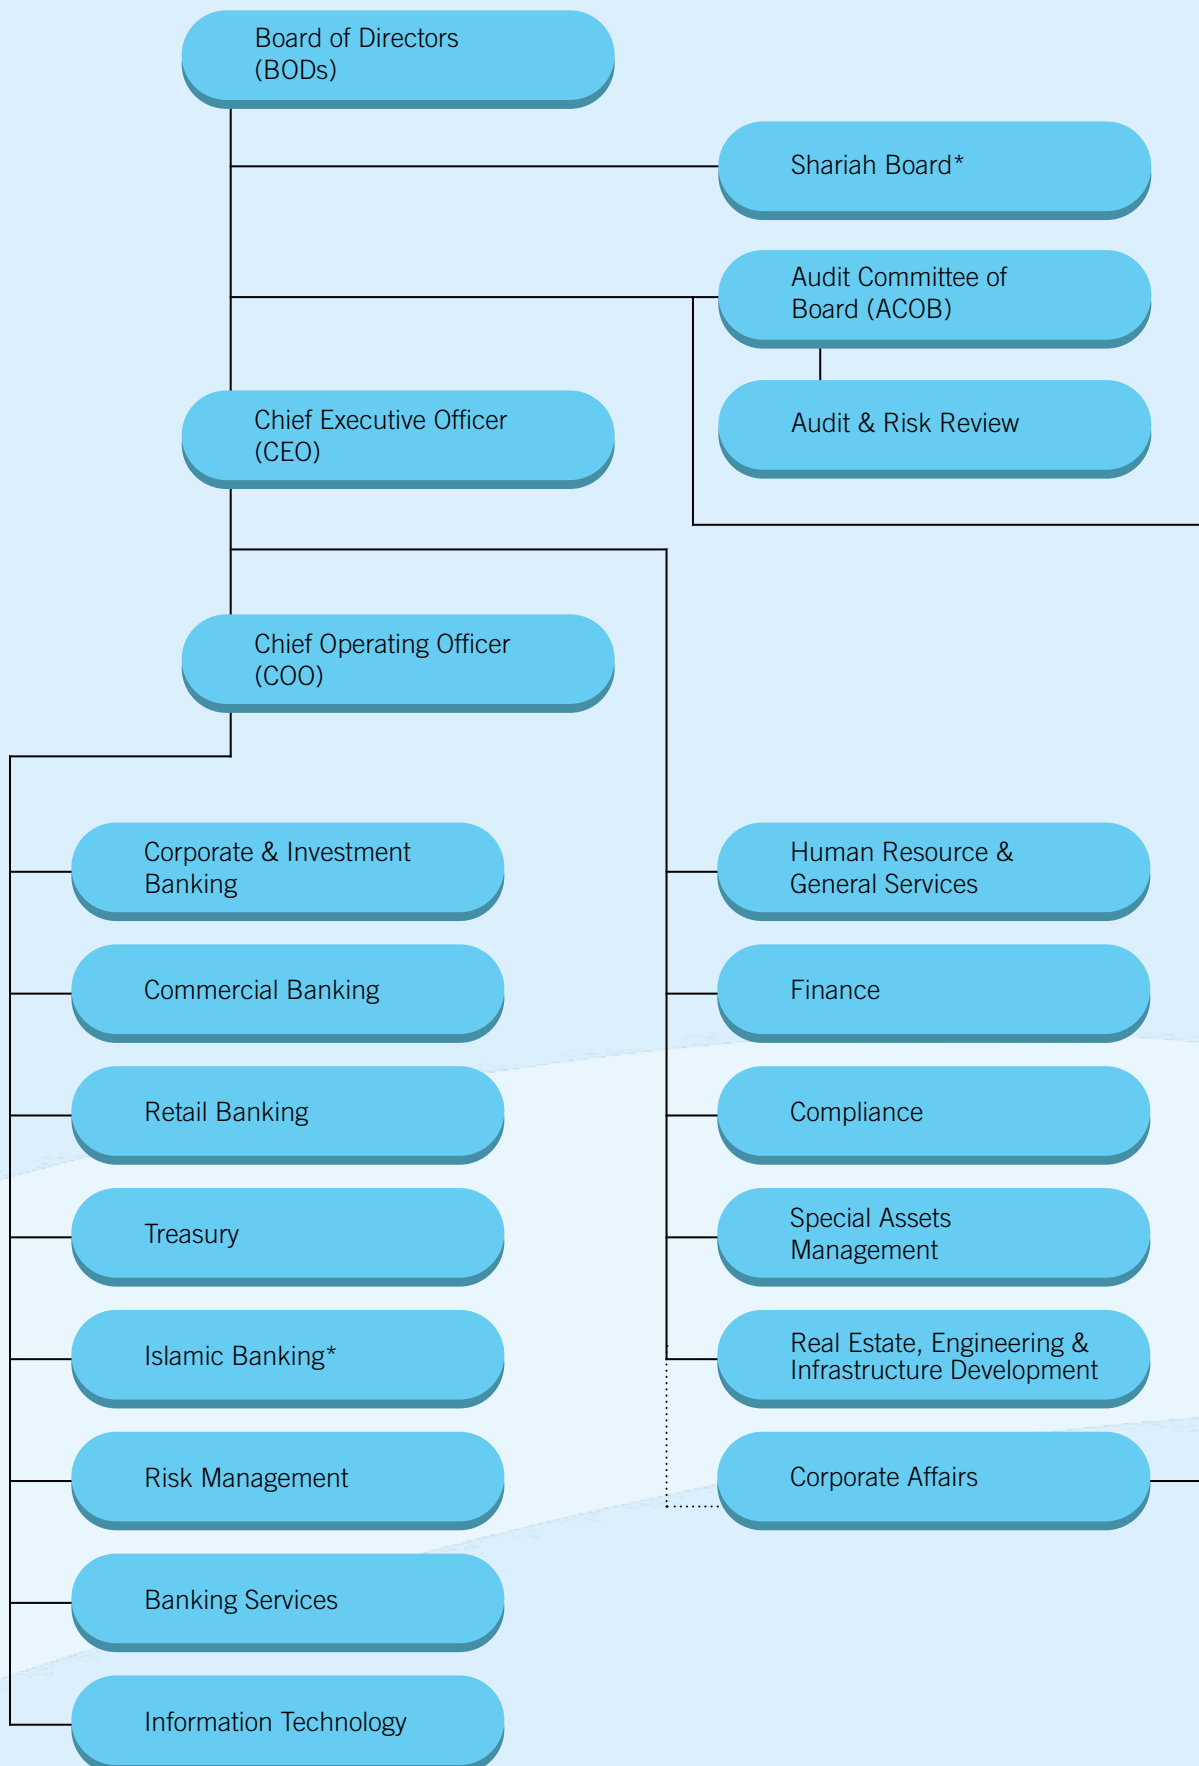 Board of Directors
(BODs)
Shariah Board*
Audit Committee of
Board (ACOB)
Audit & Risk Review
Chief Executive Officer
(CEO)
Chief Operating Officer
(COO)
Corporate & Investment
Banking
Commercial Banking
Retail Banking
Treasury
Islamic Banking*
Risk Management
Banking Services
Information Technology
Human Resource &
General Services
Finance
Compliance
Special Assets
Management
Real Estate, Engineering &
Infrastructure Development
Corporate Affairs